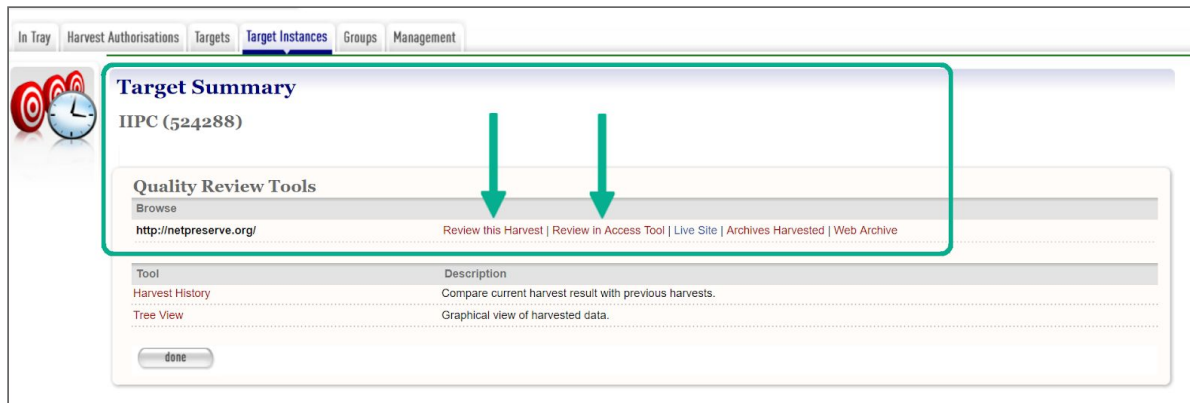 In Tray Harvest Authorisations Targets Target Instances Groups Management
Target Summary
IIPC (524288)
Quality Review Tools
Browse
http://netpreserve.org/ Review this Harvest | Review in Access Tool | Live Site | Archives Harvested | Web Archive
Tool Description
Harvest History Compare current harvest result with previous harvests.
Tree View Graphical view of harvested data.
done